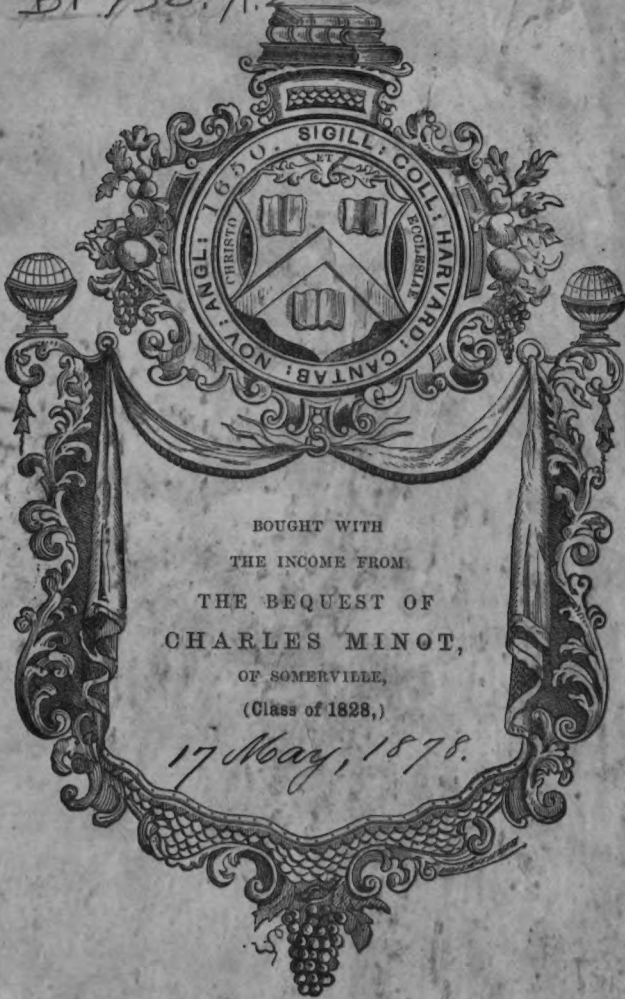 1650. SIGILL: COLL: HARVARD: CANTAB: NOV: ANGL:
ET
CHRISTO
ECCLESIAE
BOUGHT WITH
THE INCOME FROM
THE BEQUEST OF
CHARLES MINOT,
OF SOMERVILLE,
(Class of 1828,)
17 May, 1878.